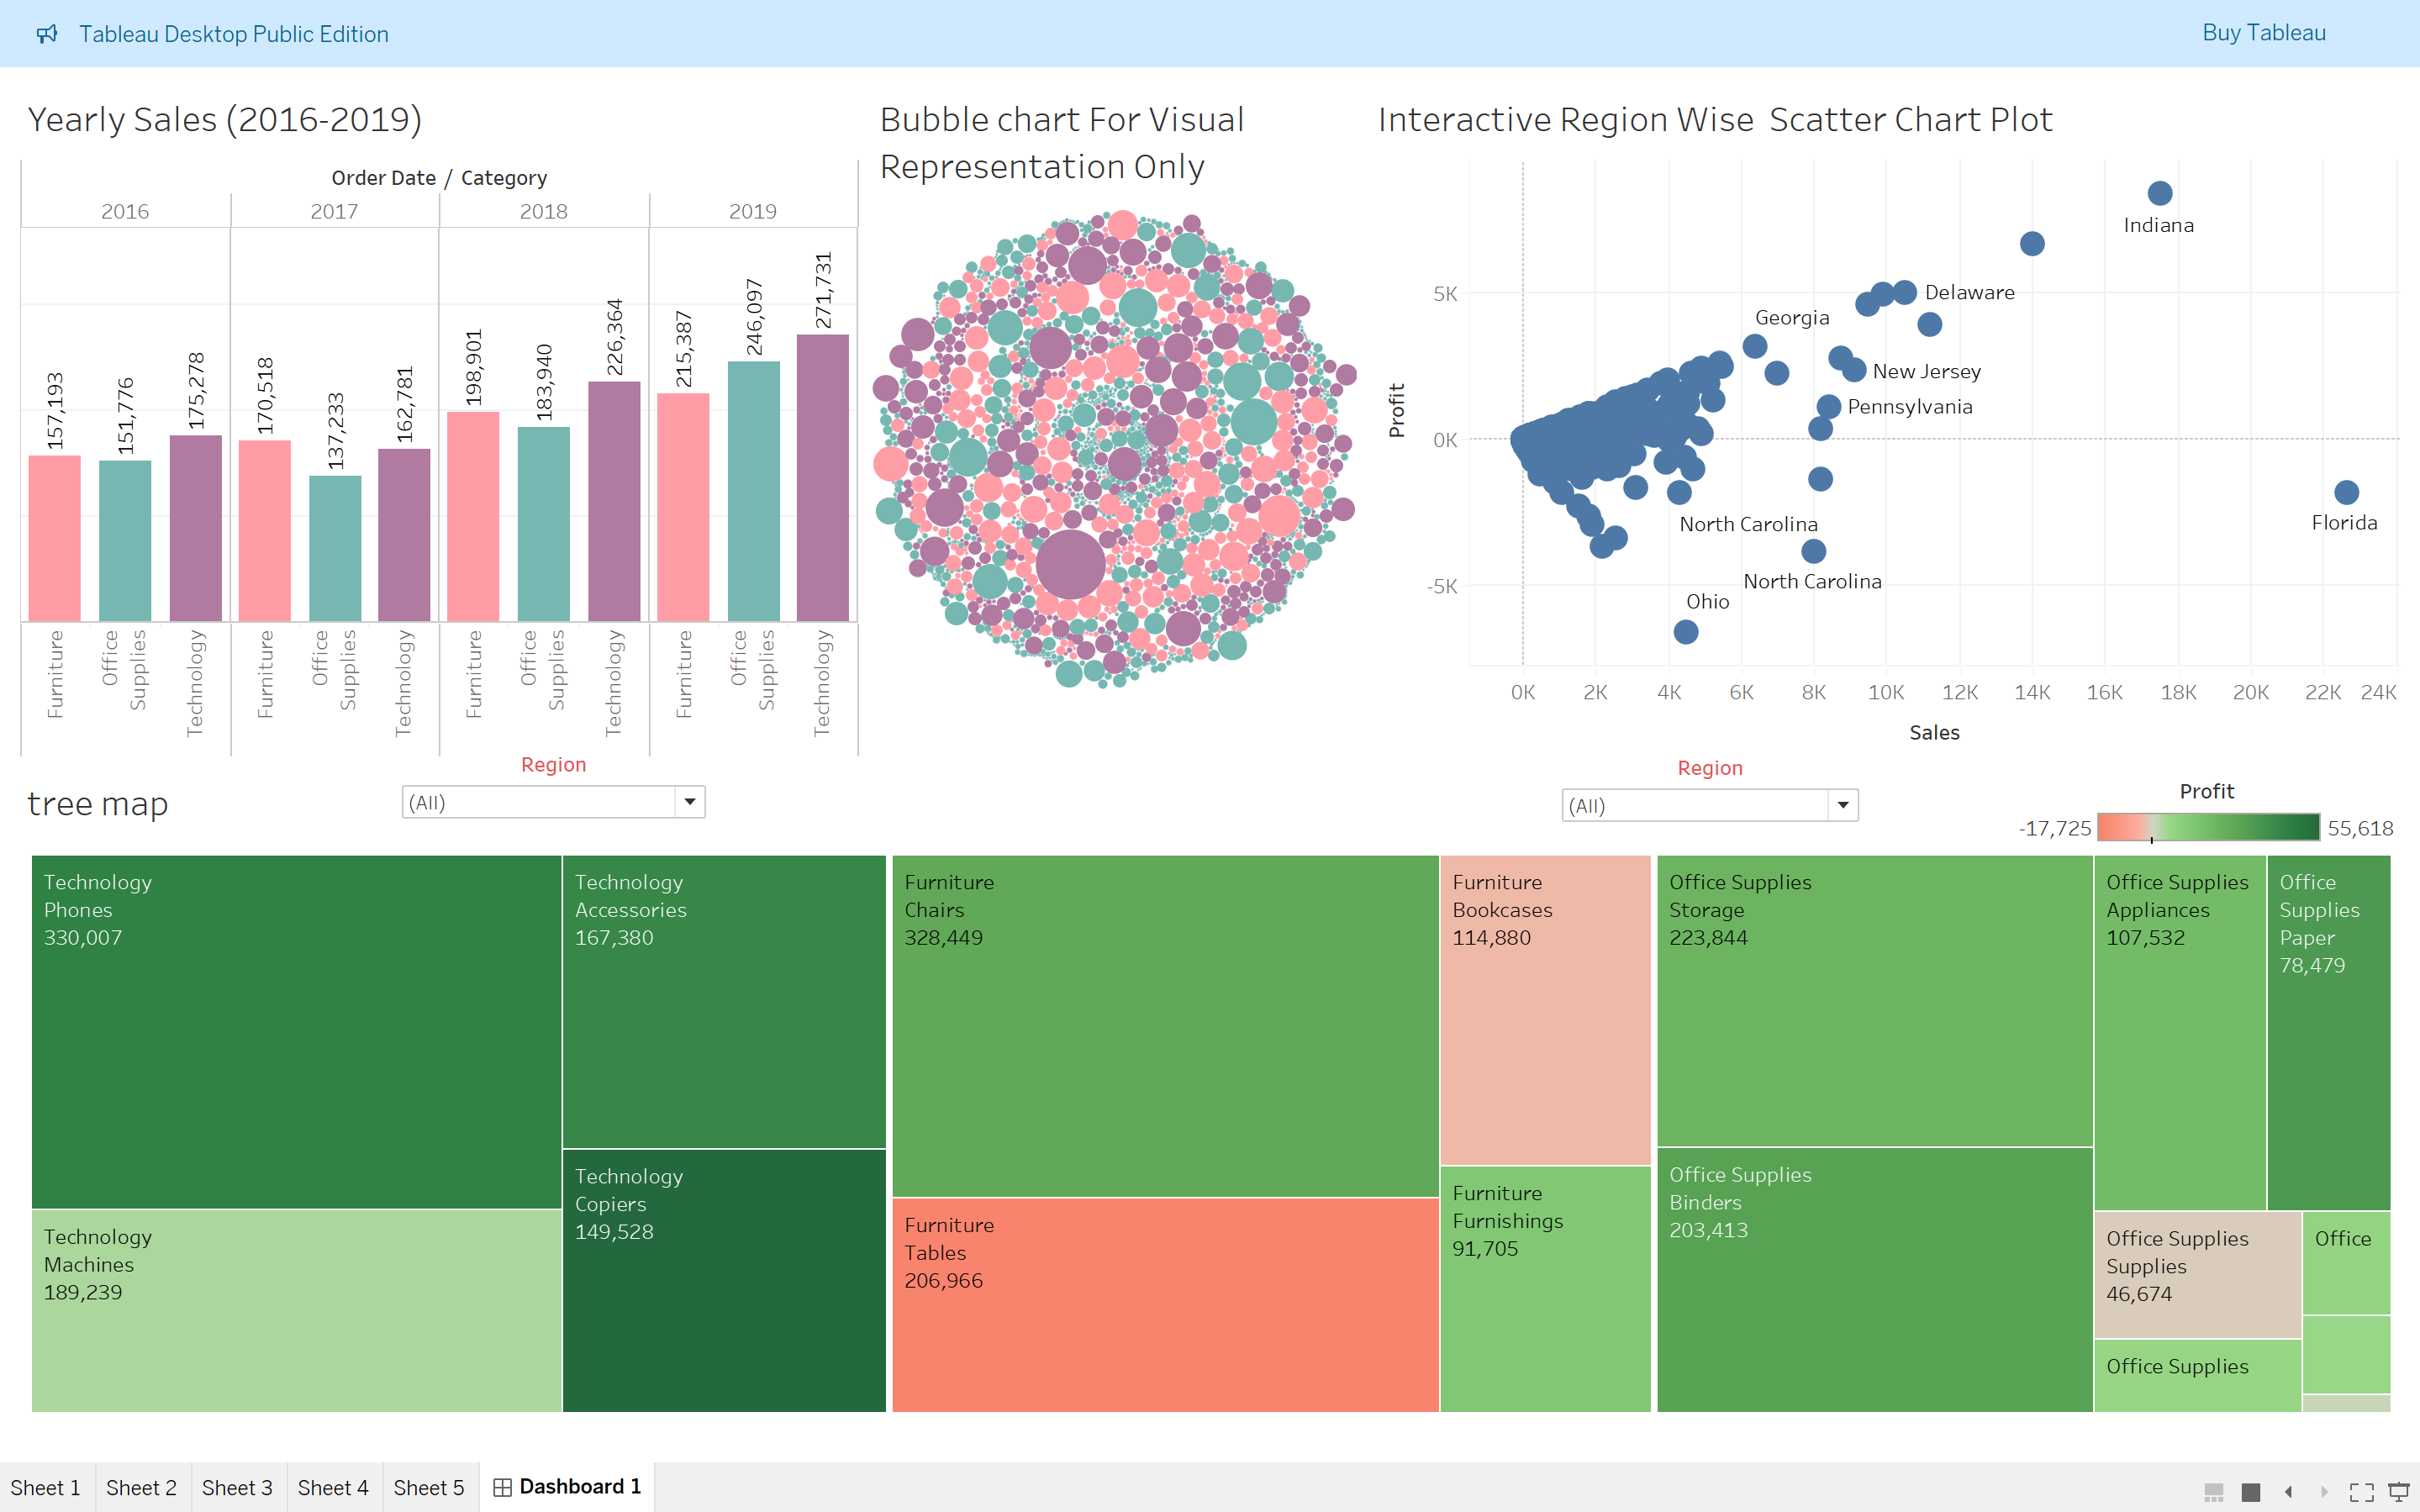 Tableau Desktop Public Edition
Buy Tableau
Yearly Sales (2016-2019)
Order Date / Category
2016 2017 2018 2019
157,193
151,776
175,278
170,518
137,233
162,781
198,901
183,940
226,364
215,387
246,097
271,731
Furniture
Office
Supplies
Technology
Furniture
Office
Supplies
Technology
Furniture
Office
Supplies
Technology
Furniture
Office
Supplies
Technology
Bubble chart For Visual
Representation Only
Interactive Region Wise Scatter Chart Plot
Profit
5K
0K
-5K
Indiana
Delaware
Georgia
New Jersey
Pennsylvania
Florida
North Carolina
North Carolina
Ohio
0K 2K 4K 6K 8K 10K 12K 14K 16K 18K 20K 22K 24K
Sales
Region
(All)
Region
(All)
Profit
-17,725 55,618
tree map
Technology
Phones
330,007
Technology
Machines
189,239
Technology
Accessories
167,380
Technology
Copiers
149,528
Furniture
Chairs
328,449
Furniture
Tables
206,966
Furniture
Bookcases
114,880
Furniture
Furnishings
91,705
Office Supplies
Storage
223,844
Office Supplies
Binders
203,413
Office Supplies
Appliances
107,532
Office
Supplies
Paper
78,479
Office Supplies
Supplies
46,674
Office
Office Supplies
Sheet 1 Sheet 2 Sheet 3 Sheet 4 Sheet 5 Dashboard 1